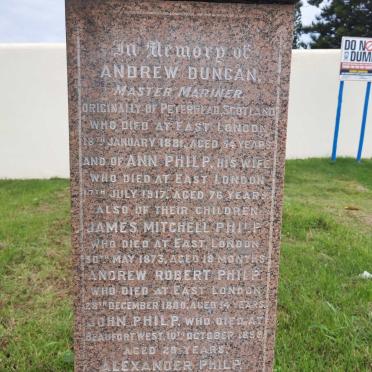 In Memory of
ANDREW DUNCAN,
MASTER MARINER,
ORIGINALLY OF PETERHEAD, SCOTLAND
WHO DIED AT EAST LONDON
18TH JANUARY 1881, AGED 54 YEARS.
AND OF ANN PHILP, HIS WIFE
WHO DIED AT EAST LONDON
17TH JULY 1917, AGED 76 YEARS
ALSO OF THEIR CHILDREN
JAMES MITCHELL PHILP,
WHO DIED AT EAST LONDON
30TH MAY 1873, AGED 18 MONTHS.
ANDREW ROBERT PHILP,
WHO DIED AT EAST LONDON
28TH DECEMBER 1880, AGED 14 YEARS.
JOHN PHILP, WHO DIED AT
BEAUFORT WEST, 10TH OCTOBER
AGED YEARS.
ALEXANDER PHILP,
DO NO
DUM